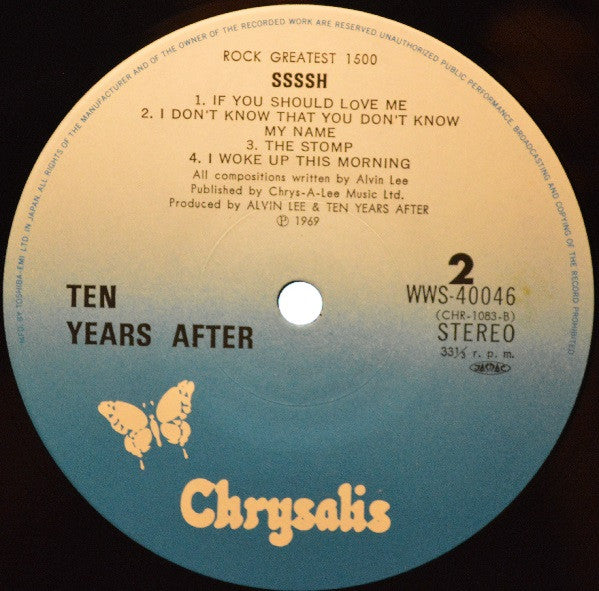 ALL RIGHTS OF THE MANUFACTURER AND OF THE OWNER OF THE RECORDED WORK ARE RESERVED. UNAUTHORIZED PUBLIC PERFORMANCE, BROADCASTING AND COPYING OF THE RECORD PROHIBITED
ROCK GREATEST 1500
SSSSH
1. IF YOU SHOULD LOVE ME
2. I DON'T KNOW THAT YOU DON'T KNOW
MY NAME
3. THE STOMP
4. I WOKE UP THIS MORNING
All compositions written by Alvin Lee
Published by Chrys-A-Lee Music Ltd.
Produced by ALVIN LEE & TEN YEARS AFTER
Ⓟ 1969
TEN
YEARS AFTER
2
WWS-40046
(CHR-1083-B)
STEREO
33⅓ r. p. m.
JASRAC
MFD. BY TOSHIBA-EMI LTD. IN JAPAN
Chrysalis